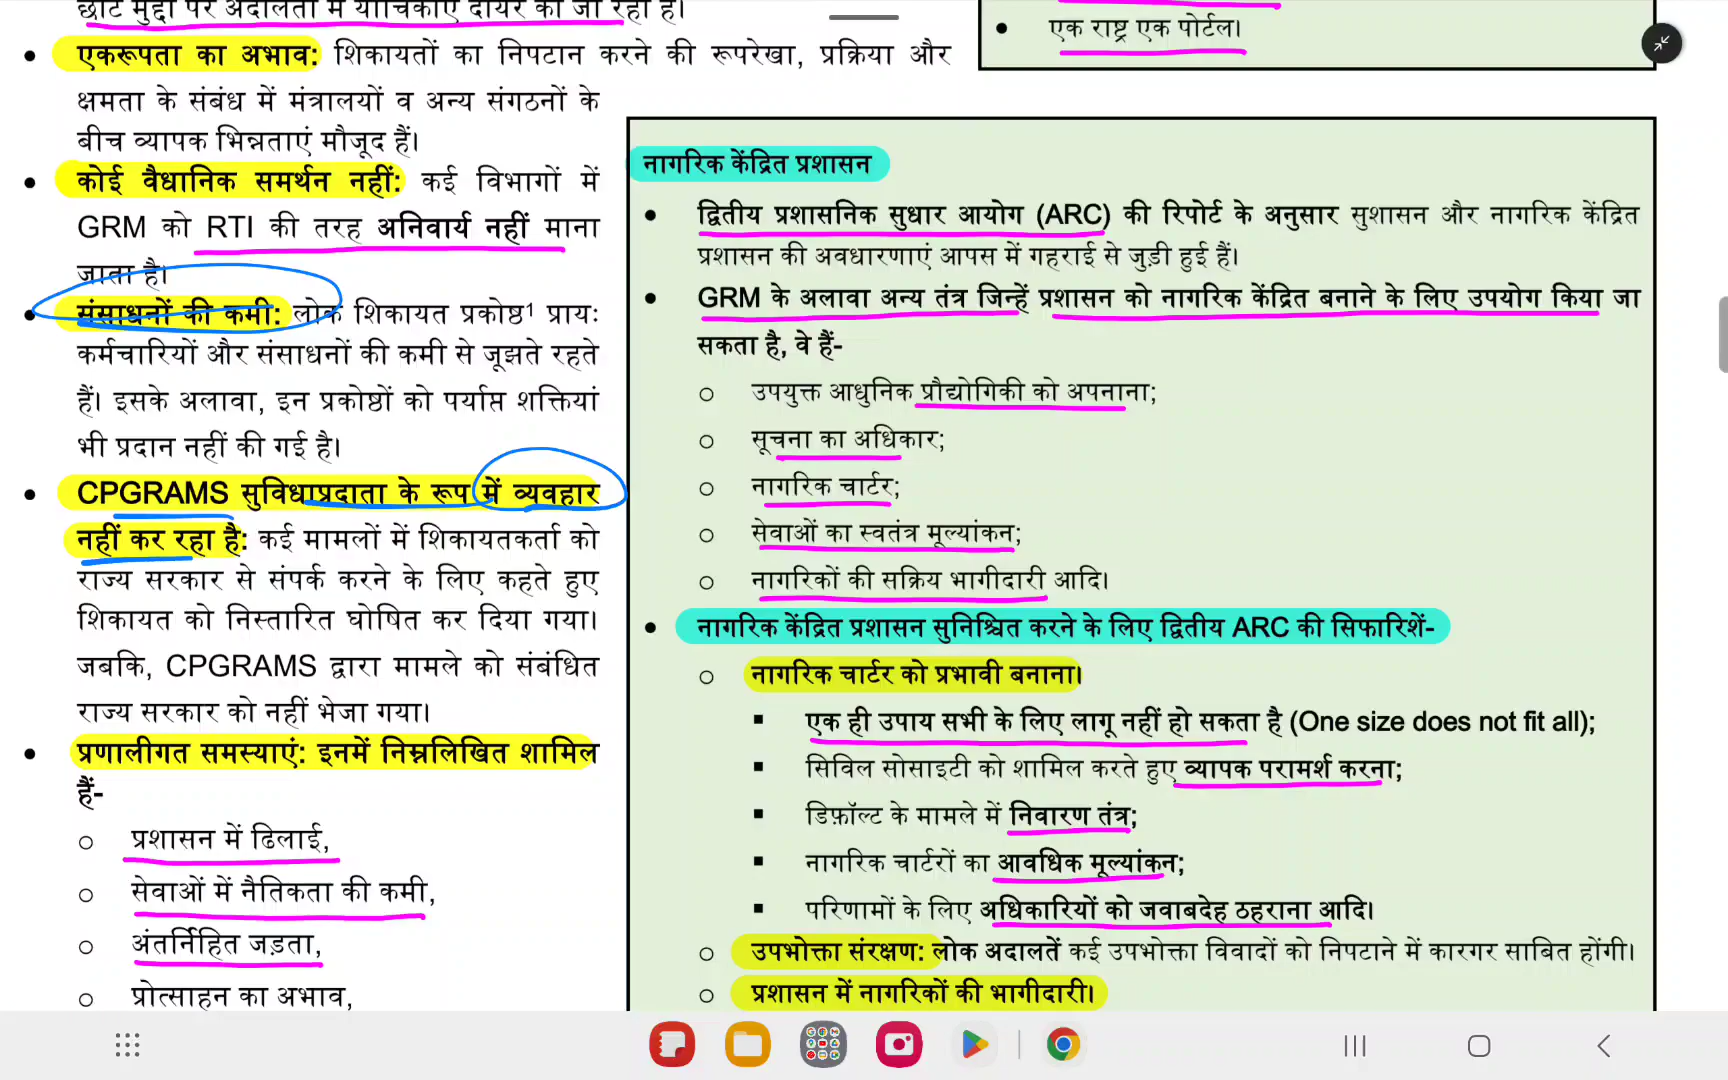 छोटे मुद्दों पर अदालतों में याचिकाएं दायर की जा रही हैं।
एकरूपता का अभाव: शिकायतों का निपटान करने की रूपरेखा, प्रक्रिया और
क्षमता के संबंध में मंत्रालयों व अन्य संगठनों के
बीच व्यापक भिन्नताएं मौजूद हैं।
कोई वैधानिक समर्थन नहीं: कई विभागों में
GRM को RTI की तरह अनिवार्य नहीं माना
जाता है।
संसाधनों की कमी: लोक शिकायत प्रकोष्ठ¹ प्रायः
कर्मचारियों और संसाधनों की कमी से जूझते रहते
हैं। इसके अलावा, इन प्रकोष्ठों को पर्याप्त शक्तियां
भी प्रदान नहीं की गई है।
CPGRAMS सुविधाप्रदाता के रूप में व्यवहार
नहीं कर रहा है: कई मामलों में शिकायतकर्ता को
राज्य सरकार से संपर्क करने के लिए कहते हुए
शिकायत को निस्तारित घोषित कर दिया गया।
जबकि, CPGRAMS द्वारा मामले को संबंधित
राज्य सरकार को नहीं भेजा गया।
प्रणालीगत समस्याएं: इनमें निम्नलिखित शामिल
हैं-
प्रशासन में ढिलाई,
सेवाओं में नैतिकता की कमी,
अंतर्निहित जड़ता,
प्रोत्साहन का अभाव,
एक राष्ट्र एक पोर्टल।
नागरिक केंद्रित प्रशासन
द्वितीय प्रशासनिक सुधार आयोग (ARC) की रिपोर्ट के अनुसार सुशासन और नागरिक केंद्रित
प्रशासन की अवधारणाएं आपस में गहराई से जुड़ी हुई हैं।
GRM के अलावा अन्य तंत्र जिन्हें प्रशासन को नागरिक केंद्रित बनाने के लिए उपयोग किया जा
सकता है, वे हैं-
उपयुक्त आधुनिक प्रौद्योगिकी को अपनाना;
सूचना का अधिकार;
नागरिक चार्टर;
सेवाओं का स्वतंत्र मूल्यांकन;
नागरिकों की सक्रिय भागीदारी आदि।
नागरिक केंद्रित प्रशासन सुनिश्चित करने के लिए द्वितीय ARC की सिफारिशें-
नागरिक चार्टर को प्रभावी बनाना।
एक ही उपाय सभी के लिए लागू नहीं हो सकता है (One size does not fit all);
सिविल सोसाइटी को शामिल करते हुए व्यापक परामर्श करना;
डिफ़ॉल्ट के मामले में निवारण तंत्र;
नागरिक चार्टरों का आवधिक मूल्यांकन;
परिणामों के लिए अधिकारियों को जवाबदेह ठहराना आदि।
उपभोक्ता संरक्षण: लोक अदालतें कई उपभोक्ता विवादों को निपटाने में कारगर साबित होंगी।
प्रशासन में नागरिकों की भागीदारी।